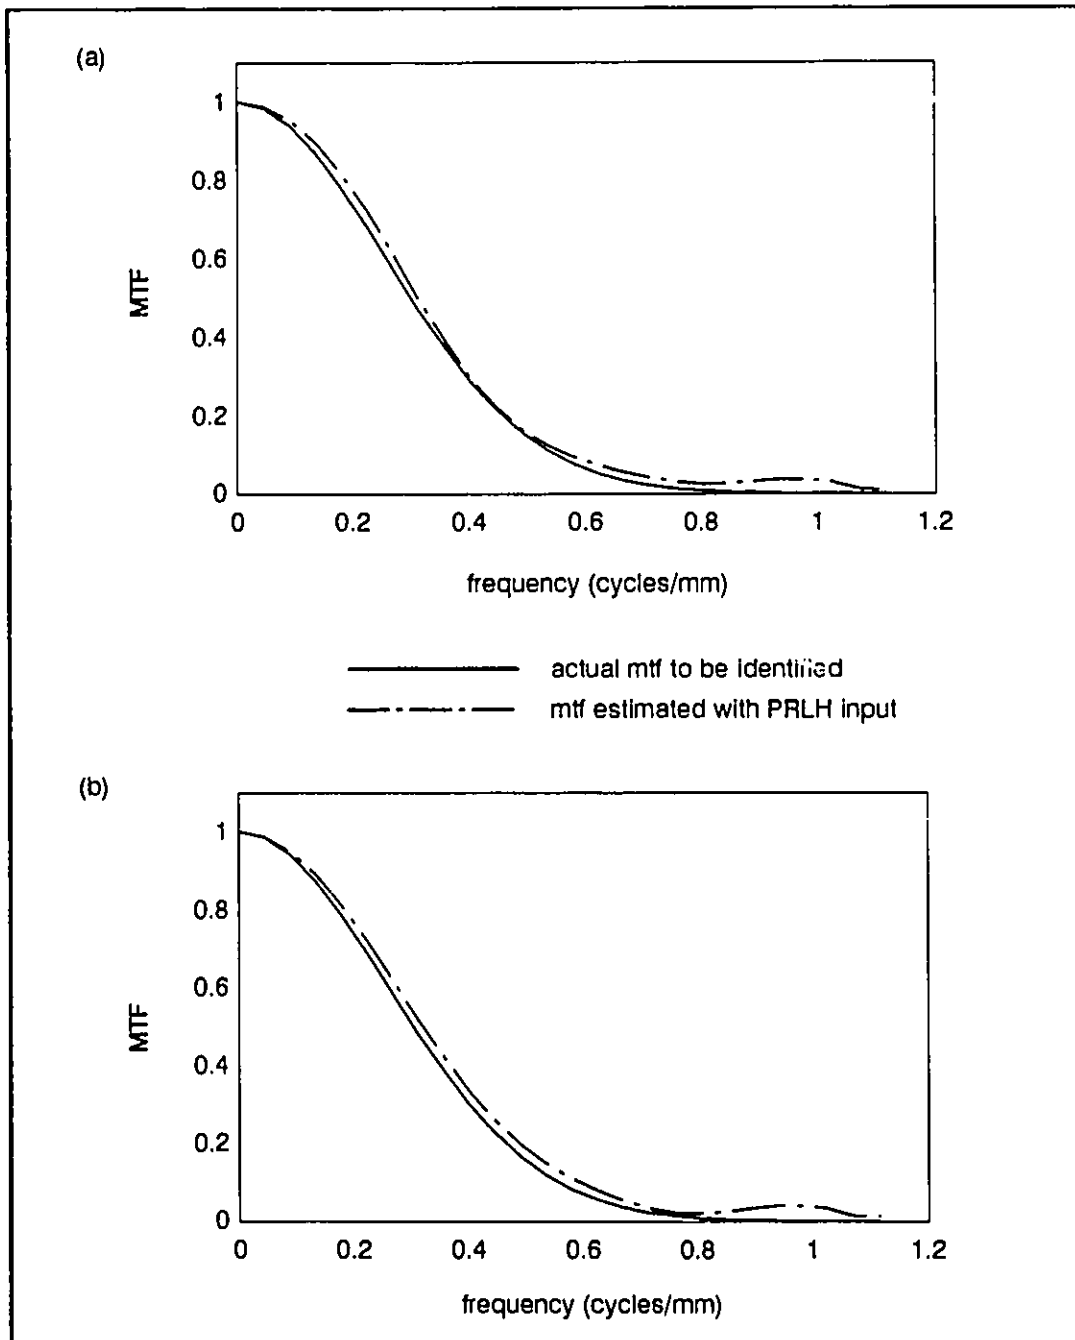 (a)
1
0.8
0.6
0.4
0.2
0
MTF
0 0.2 0.4 0.6 0.8 1 1.2
frequency (cycles/mm)
actual mtf to be identified
mtf estimated with PRLH input
(b)
1
0.8
0.6
0.4
0.2
0
MTF
0 0.2 0.4 0.6 0.8 1 1.2
frequency (cycles/mm)